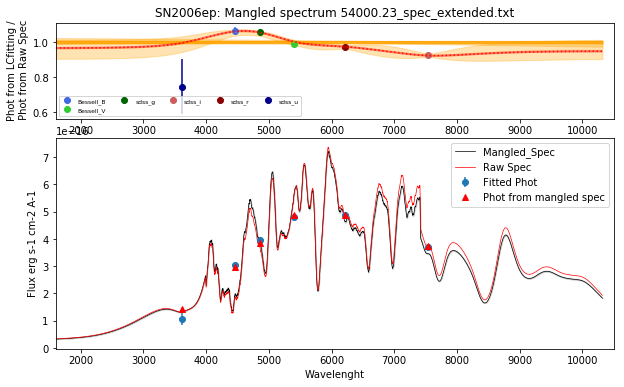 SN2006ep: Mangled spectrum 54000.23_spec_extended.txt
Phot from LCfitting /
Phot from Raw Spec
1.0
0.8
0.6
Bessell_B
Bessell_V
sdss_g
sdss_i
sdss_r
sdss_u
2000 3000 4000 5000 6000 7000 8000 9000 10000
1e-16
Flux erg s-1 cm-2 A-1
7
6
5
4
3
2
1
0
Mangled_Spec
Raw Spec
Fitted Phot
Phot from mangled spec
2000 3000 4000 5000 6000 7000 8000 9000 10000
Wavelenght